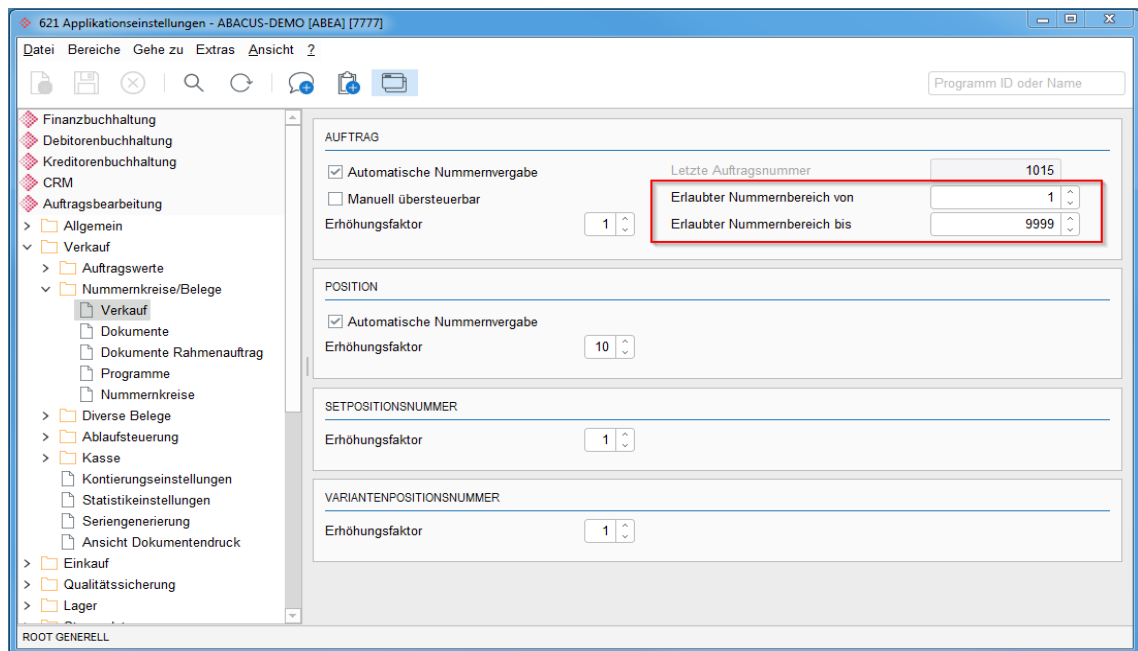 621 Applikationseinstellungen - ABACUS-DEMO [ABEA] [7777]
Datei Bereiche Gehe zu Extras Ansicht ?
Programm ID oder Name
Finanzbuchhaltung
Debitorenbuchhaltung
Kreditorenbuchhaltung
CRM
Auftragsbearbeitung
Allgemein
Verkauf
Auftragswerte
Nummernkreise/Belege
Verkauf
Dokumente
Dokumente Rahmenauftrag
Programme
Nummernkreise
Diverse Belege
Ablaufsteuerung
Kasse
Kontierungseinstellungen
Statistikeinstellungen
Seriengenerierung
Ansicht Dokumentendruck
Einkauf
Qualitätssicherung
Lager
AUFTRAG
Automatische Nummernvergabe
Letzte Auftragsnummer 1015
Manuell übersteuerbar
Erlaubter Nummernbereich von 1
Erhöhungsfaktor 1
Erlaubter Nummernbereich bis 9999
POSITION
Automatische Nummernvergabe
Erhöhungsfaktor 10
SETPOSITIONSNUMMER
Erhöhungsfaktor 1
VARIANTENPOSITIONSNUMMER
Erhöhungsfaktor 1
ROOT GENERELL